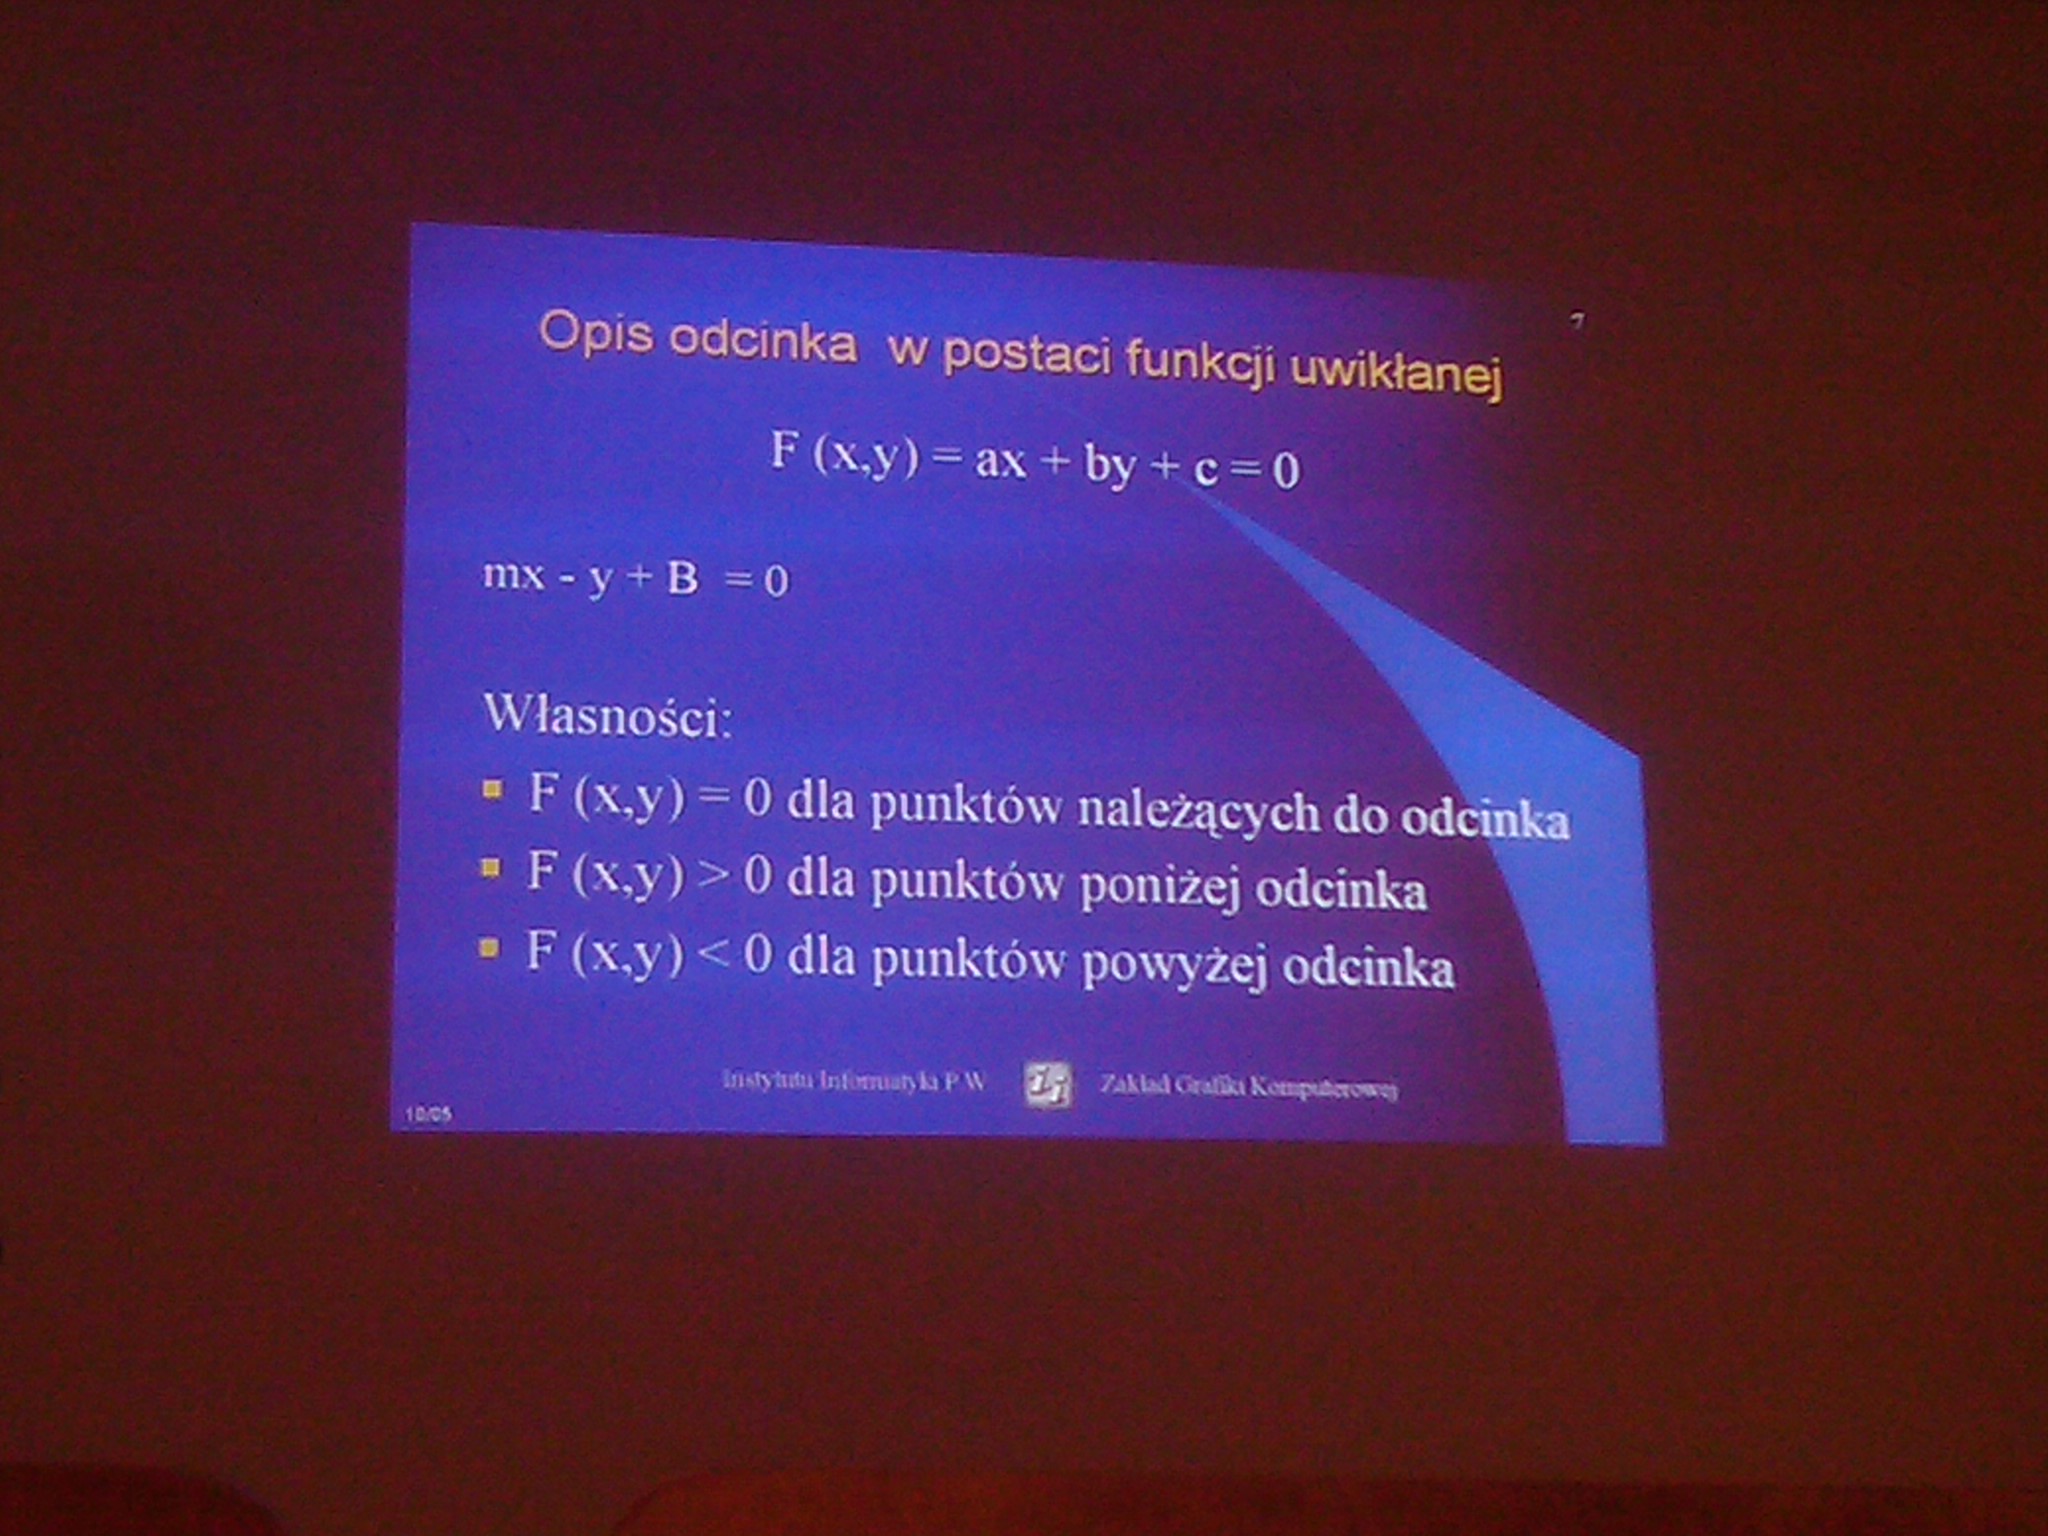 7
Opis odcinka w postaci funkcji uwikłanej
F (x,y) = ax + by + c = 0
mx - y + B = 0
Własności:
F (x,y) = 0 dla punktów należących do odcinka
F (x,y) > 0 dla punktów poniżej odcinka
F (x,y) < 0 dla punktów powyżej odcinka
Instytutu Informatyki P W Zakład Grafiki Komputerowej
10/05